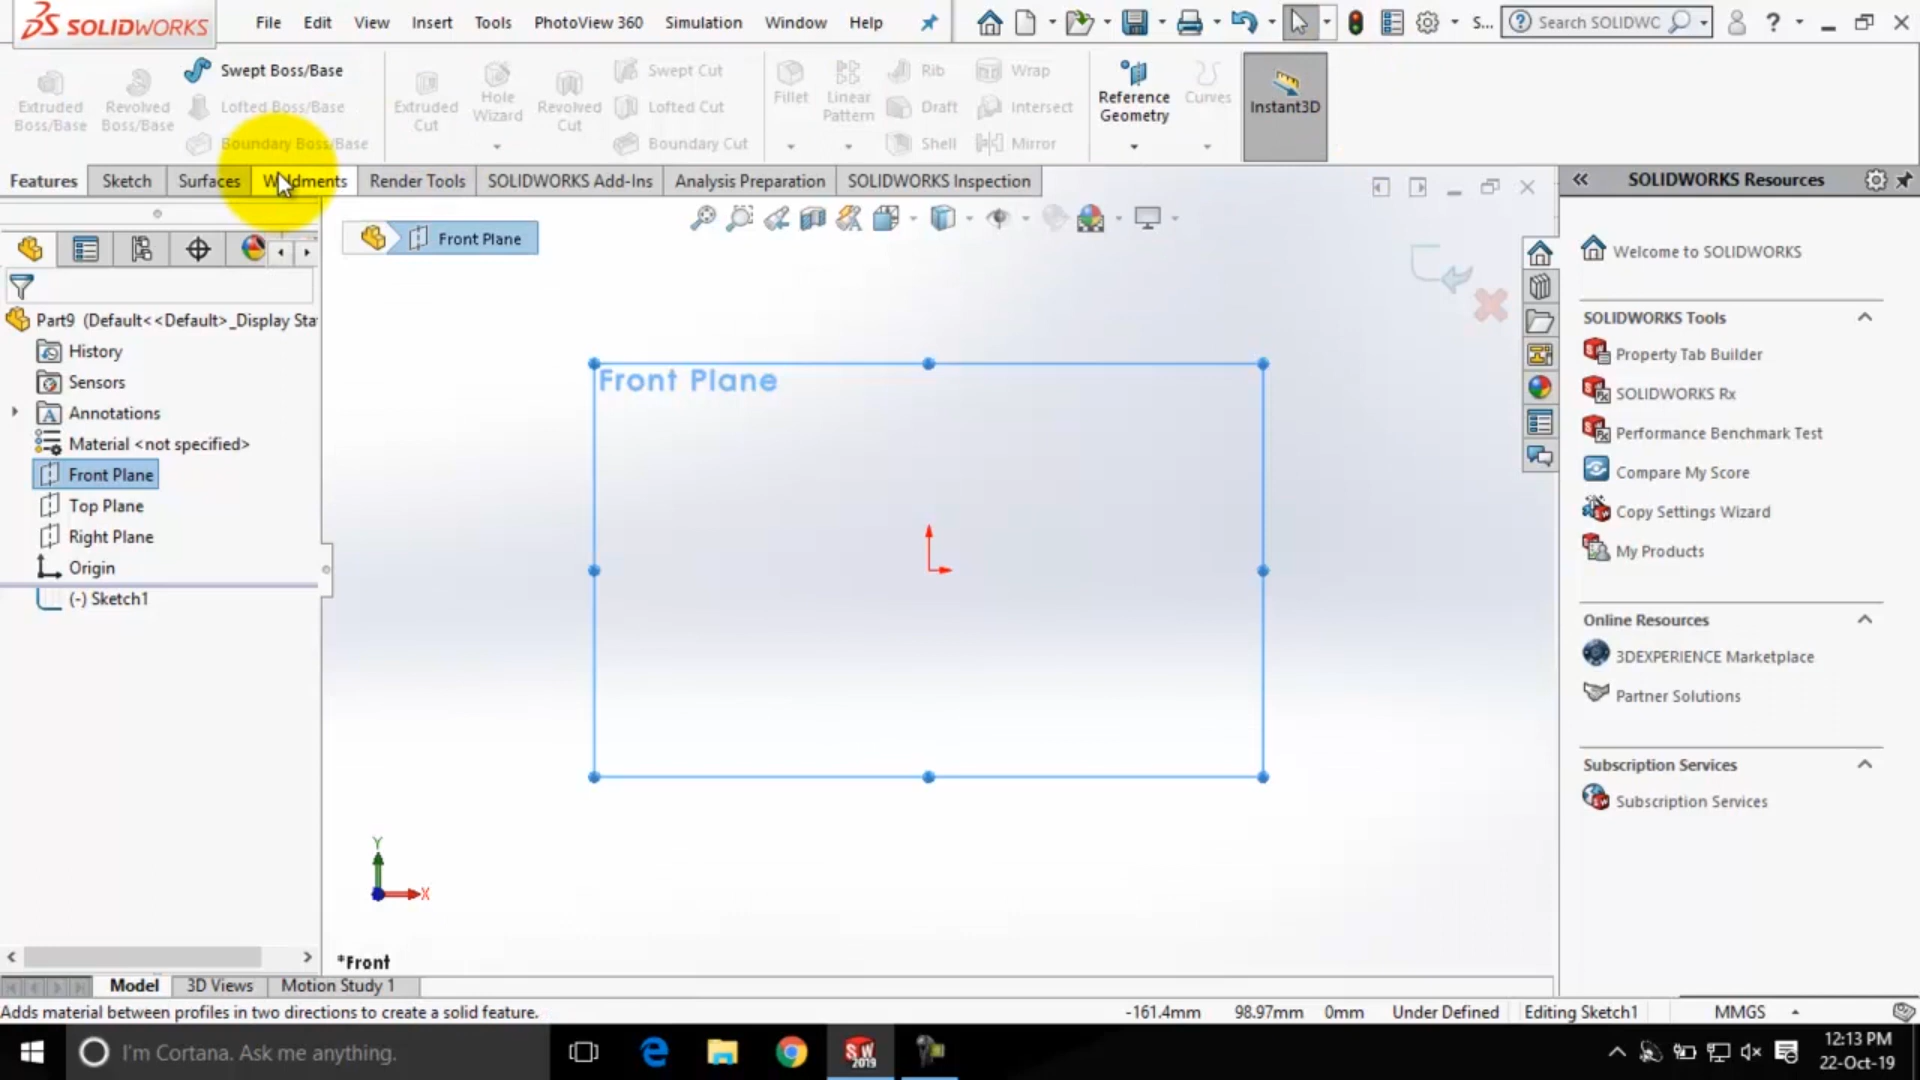 SOLIDWORKS File Edit View Insert Tools PhotoView 360 Simulation Window Help S... Search SOLIDWC ?
Extruded Boss/Base
Revolved Boss/Base
Swept Boss/Base
Lofted Boss/Base
Boundary Boss/Base
Extruded Cut
Hole Wizard
Revolved Cut
Swept Cut
Lofted Cut
Boundary Cut
Fillet
Linear Pattern
Rib
Draft
Shell
Wrap
Intersect
Mirror
Reference Geometry
Curves
Instant3D
Features Sketch Surfaces Weldments Render Tools SOLIDWORKS Add-Ins Analysis Preparation SOLIDWORKS Inspection
Part9 (Default<<Default>_Display Sta
History
Sensors
Annotations
Material <not specified>
Front Plane
Top Plane
Right Plane
Origin
(-) Sketch1
Front Plane
Front Plane
Y
X
*Front
SOLIDWORKS Resources
Welcome to SOLIDWORKS
SOLIDWORKS Tools
Property Tab Builder
SOLIDWORKS Rx
Performance Benchmark Test
Compare My Score
Copy Settings Wizard
My Products
Online Resources
3DEXPERIENCE Marketplace
Partner Solutions
Subscription Services
Subscription Services
Model 3D Views Motion Study 1
Adds material between profiles in two directions to create a solid feature. -161.4mm 98.97mm 0mm Under Defined Editing Sketch1 MMGS
I'm Cortana. Ask me anything.
SW 2019
12:13 PM
22-Oct-19